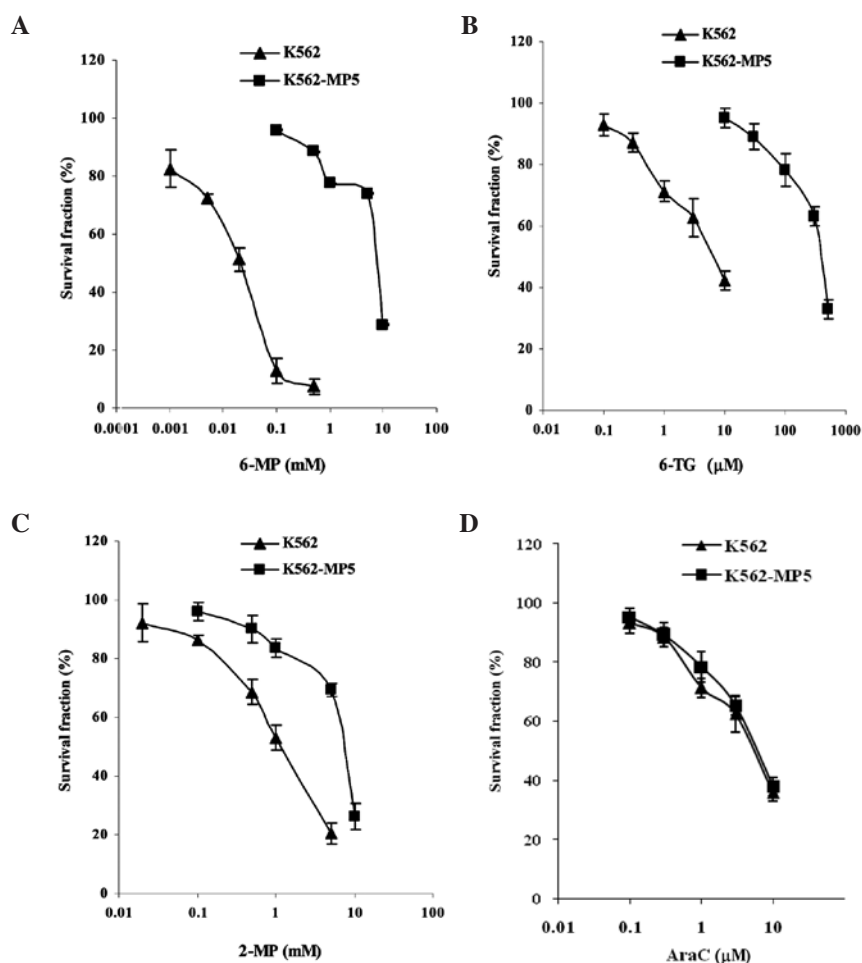 A
K562
K562-MP5
120
100
80
60
40
20
0
Survival fraction (%)
0.0001 0.001 0.01 0.1 1 10 100
6-MP (mM)
B
K562
K562-MP5
120
100
80
60
40
20
0
Survival fraction (%)
0.01 0.1 1 10 100 1000
6-TG (μM)
C
K562
K562-MP5
120
100
80
60
40
20
0
Survival fraction (%)
0.01 0.1 1 10 100
2-MP (mM)
D
K562
K562-MP5
120
100
80
60
40
20
0
Survival fraction (%)
0.01 0.1 1 10
AraC (μM)